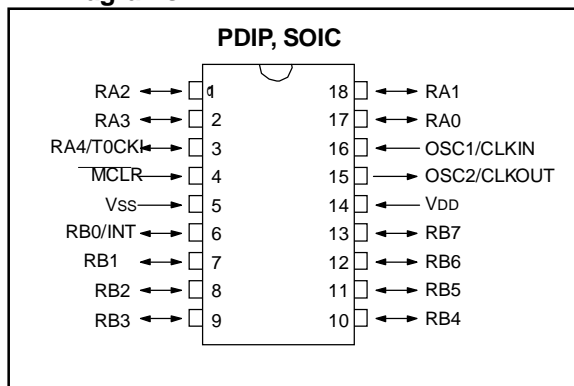 PDIP, SOIC
RA2 1 18 RA1
RA3 2 17 RA0
RA4/T0CKI 3 16 OSC1/CLKIN
MCLR 4 15 OSC2/CLKOUT
VSS 5 14 VDD
RB0/INT 6 13 RB7
RB1 7 12 RB6
RB2 8 11 RB5
RB3 9 10 RB4